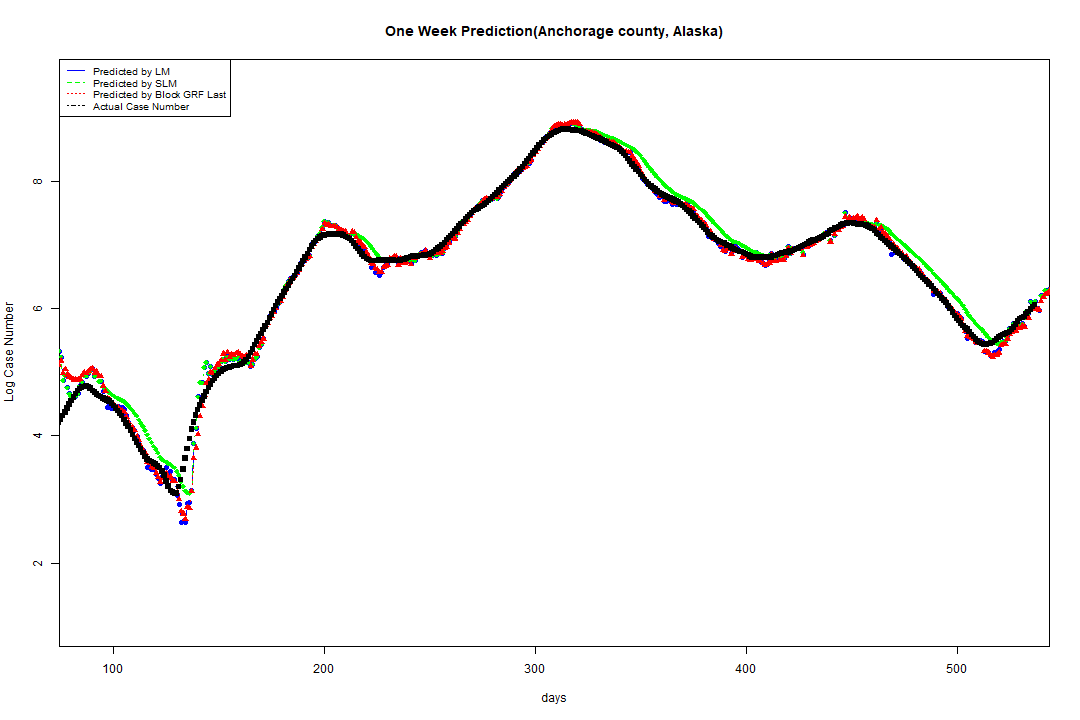 One Week Prediction(Anchorage county, Alaska)
Predicted by LM
Predicted by SLM
Predicted by Block GRF Last
Actual Case Number
8
6
4
2
Log Case Number
100 200 300 400 500
days